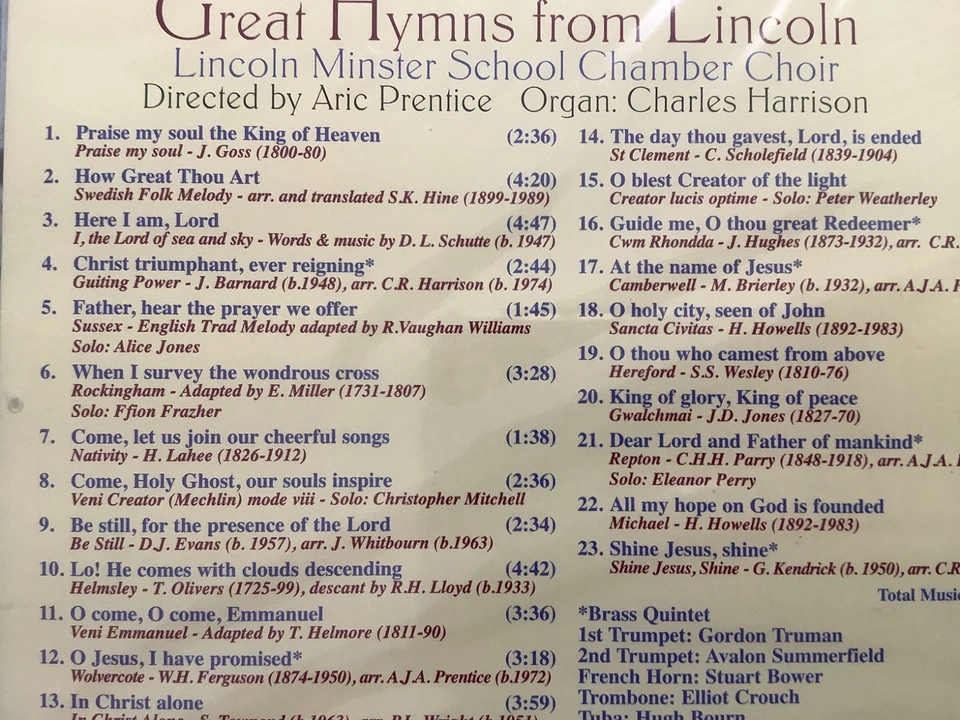 Great Hymns from Lincoln
Lincoln Minster School Chamber Choir
Directed by Aric Prentice Organ: Charles Harrison
1. Praise my soul the King of Heaven (2:36)
Praise my soul - J. Goss (1800-80)
2. How Great Thou Art (4:20)
Swedish Folk Melody - arr. and translated S.K. Hine (1899-1989)
3. Here I am, Lord (4:47)
I, the Lord of sea and sky - Words & music by D. L. Schutte (b. 1947)
4. Christ triumphant, ever reigning* (2:44)
Guiting Power - J. Barnard (b.1948), arr. C.R. Harrison (b. 1974)
5. Father, hear the prayer we offer (1:45)
Sussex - English Trad Melody adapted by R.Vaughan Williams
Solo: Alice Jones
6. When I survey the wondrous cross (3:28)
Rockingham - Adapted by E. Miller (1731-1807)
Solo: Ffion Frazher
7. Come, let us join our cheerful songs (1:38)
Nativity - H. Lahee (1826-1912)
8. Come, Holy Ghost, our souls inspire (2:36)
Veni Creator (Mechlin) mode viii - Solo: Christopher Mitchell
9. Be still, for the presence of the Lord (2:34)
Be Still - D.J. Evans (b. 1957), arr. J. Whitbourn (b.1963)
10. Lo! He comes with clouds descending (4:42)
Helmsley - T. Olivers (1725-99), descant by R.H. Lloyd (b.1933)
11. O come, O come, Emmanuel (3:36)
Veni Emmanuel - Adapted by T. Helmore (1811-90)
12. O Jesus, I have promised* (3:18)
Wolvercote - W.H. Ferguson (1874-1950), arr. A.J.A. Prentice (b.1972)
13. In Christ alone (3:59)
In Christ Alone - S. Townend (b.1963), arr. P.L. Wright (b.1951)
14. The day thou gavest, Lord, is ended
St Clement - C. Scholefield (1839-1904)
15. O blest Creator of the light
Creator lucis optime - Solo: Peter Weatherley
16. Guide me, O thou great Redeemer*
Cwm Rhondda - J. Hughes (1873-1932), arr. C.R.
17. At the name of Jesus*
Camberwell - M. Brierley (b. 1932), arr. A.J.A.
18. O holy city, seen of John
Sancta Civitas - H. Howells (1892-1983)
19. O thou who camest from above
Hereford - S.S. Wesley (1810-76)
20. King of glory, King of peace
Gwalchmai - J.D. Jones (1827-70)
21. Dear Lord and Father of mankind*
Repton - C.H.H. Parry (1848-1918), arr. A.J.A.
Solo: Eleanor Perry
22. All my hope on God is founded
Michael - H. Howells (1892-1983)
23. Shine Jesus, shine*
Shine Jesus, Shine - G. Kendrick (b. 1950), arr. C.R
Total Music
*Brass Quintet
1st Trumpet: Gordon Truman
2nd Trumpet: Avalon Summerfield
French Horn: Stuart Bower
Trombone: Elliot Crouch
Tuba: Hugh Bourn